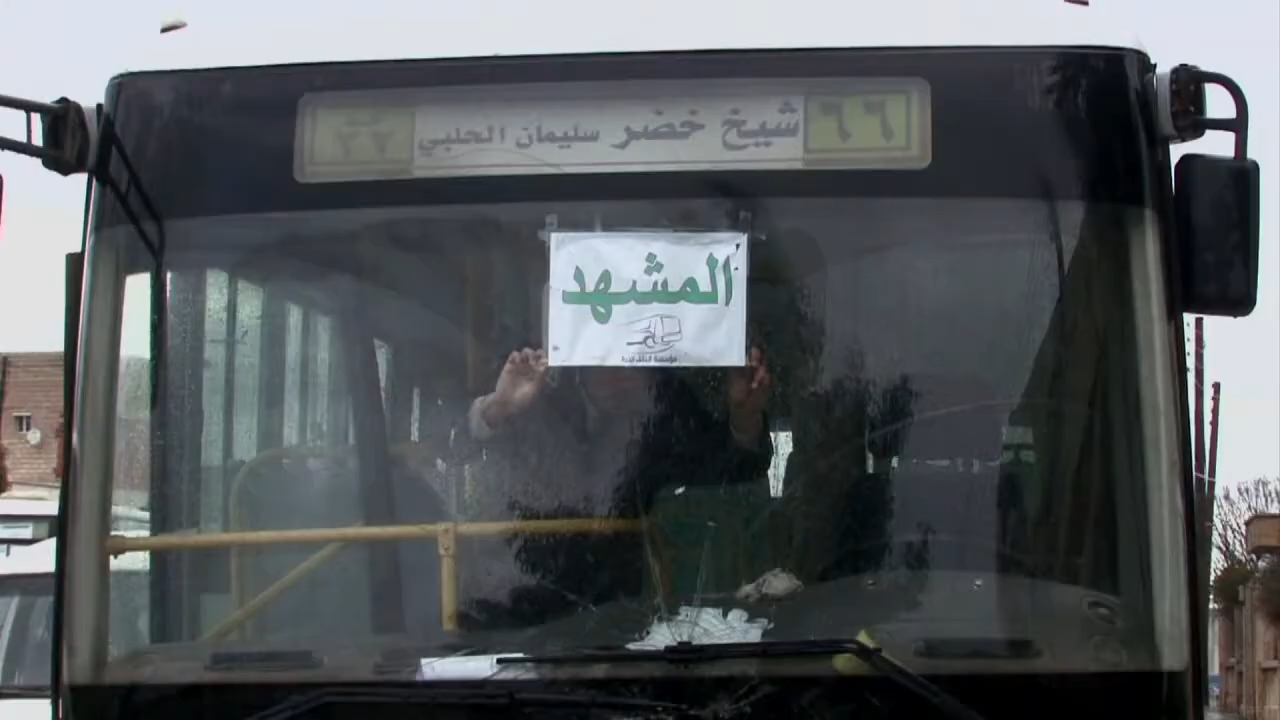 ٦٦ شيخ خضر سليمان الحلبي
المشهد